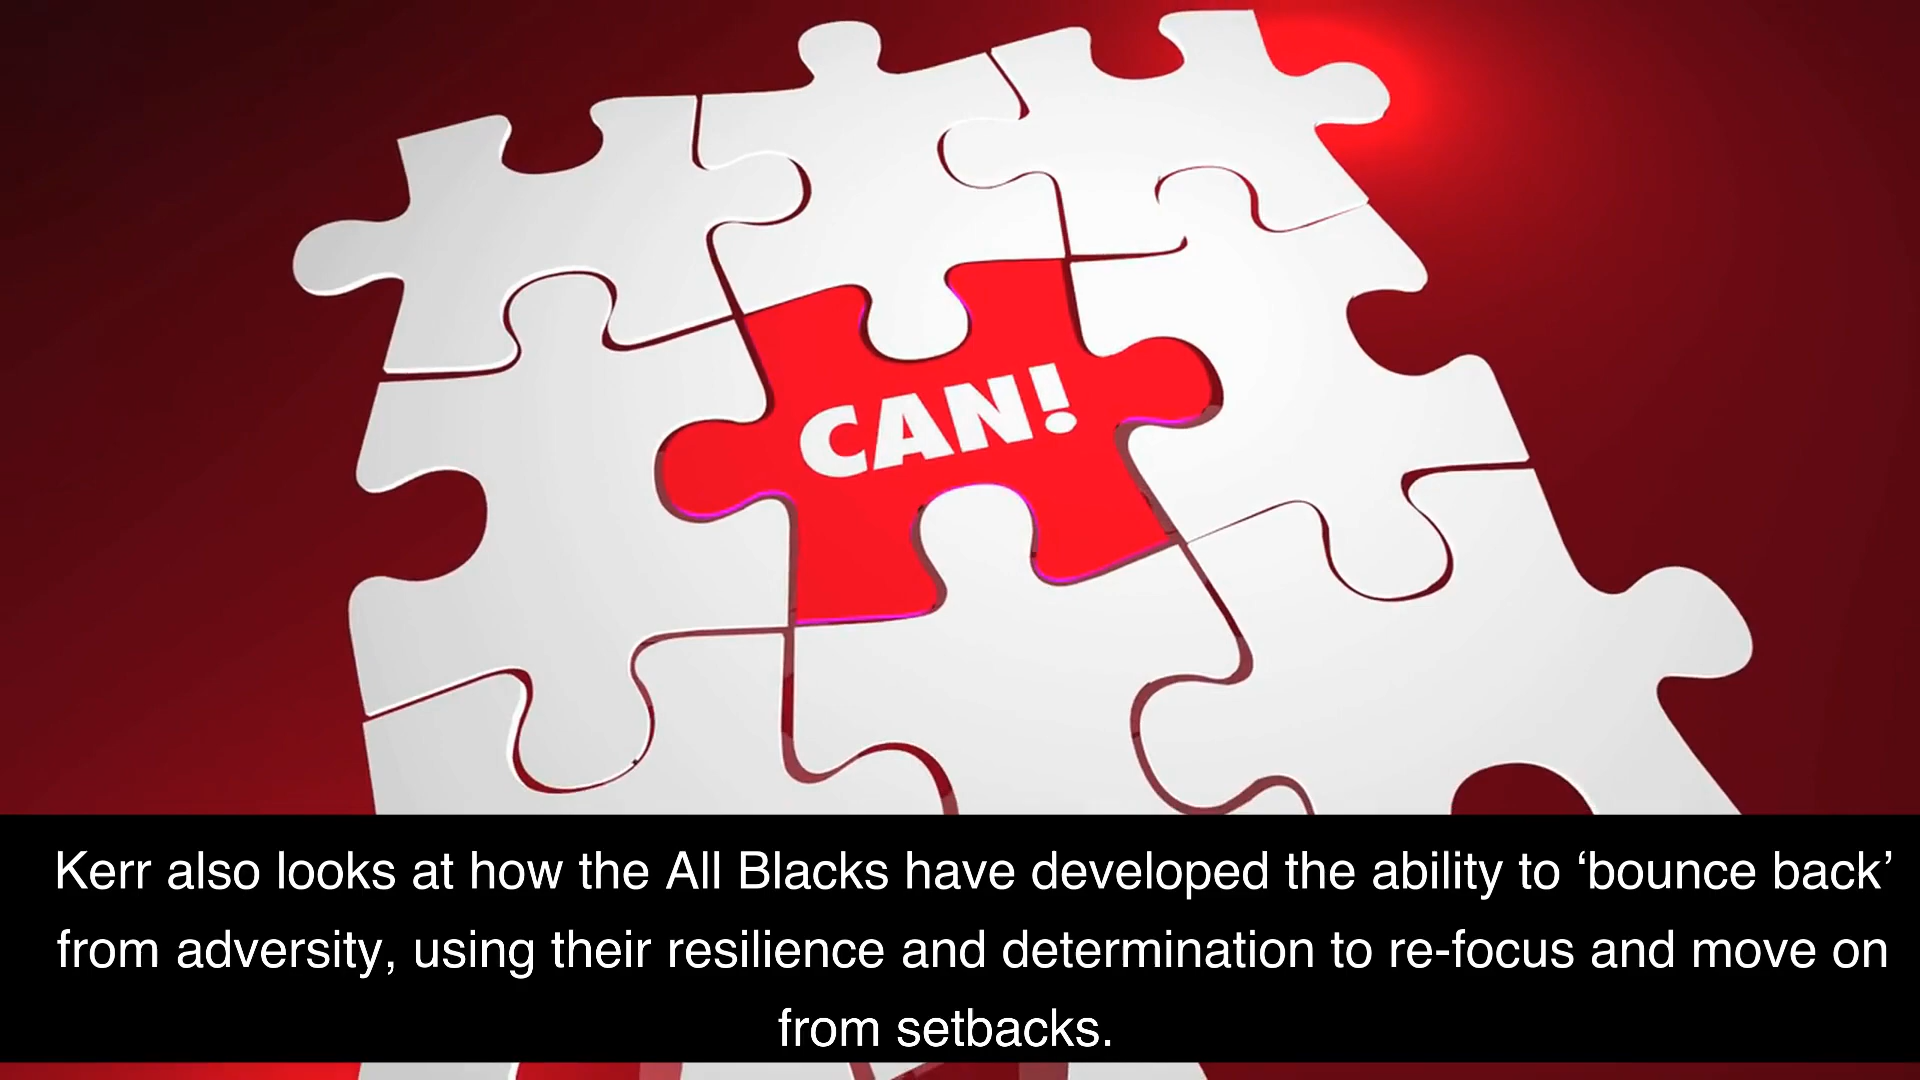 CAN!
Kerr also looks at how the All Blacks have developed the ability to ‘bounce back’
from adversity, using their resilience and determination to re-focus and move on
from setbacks.